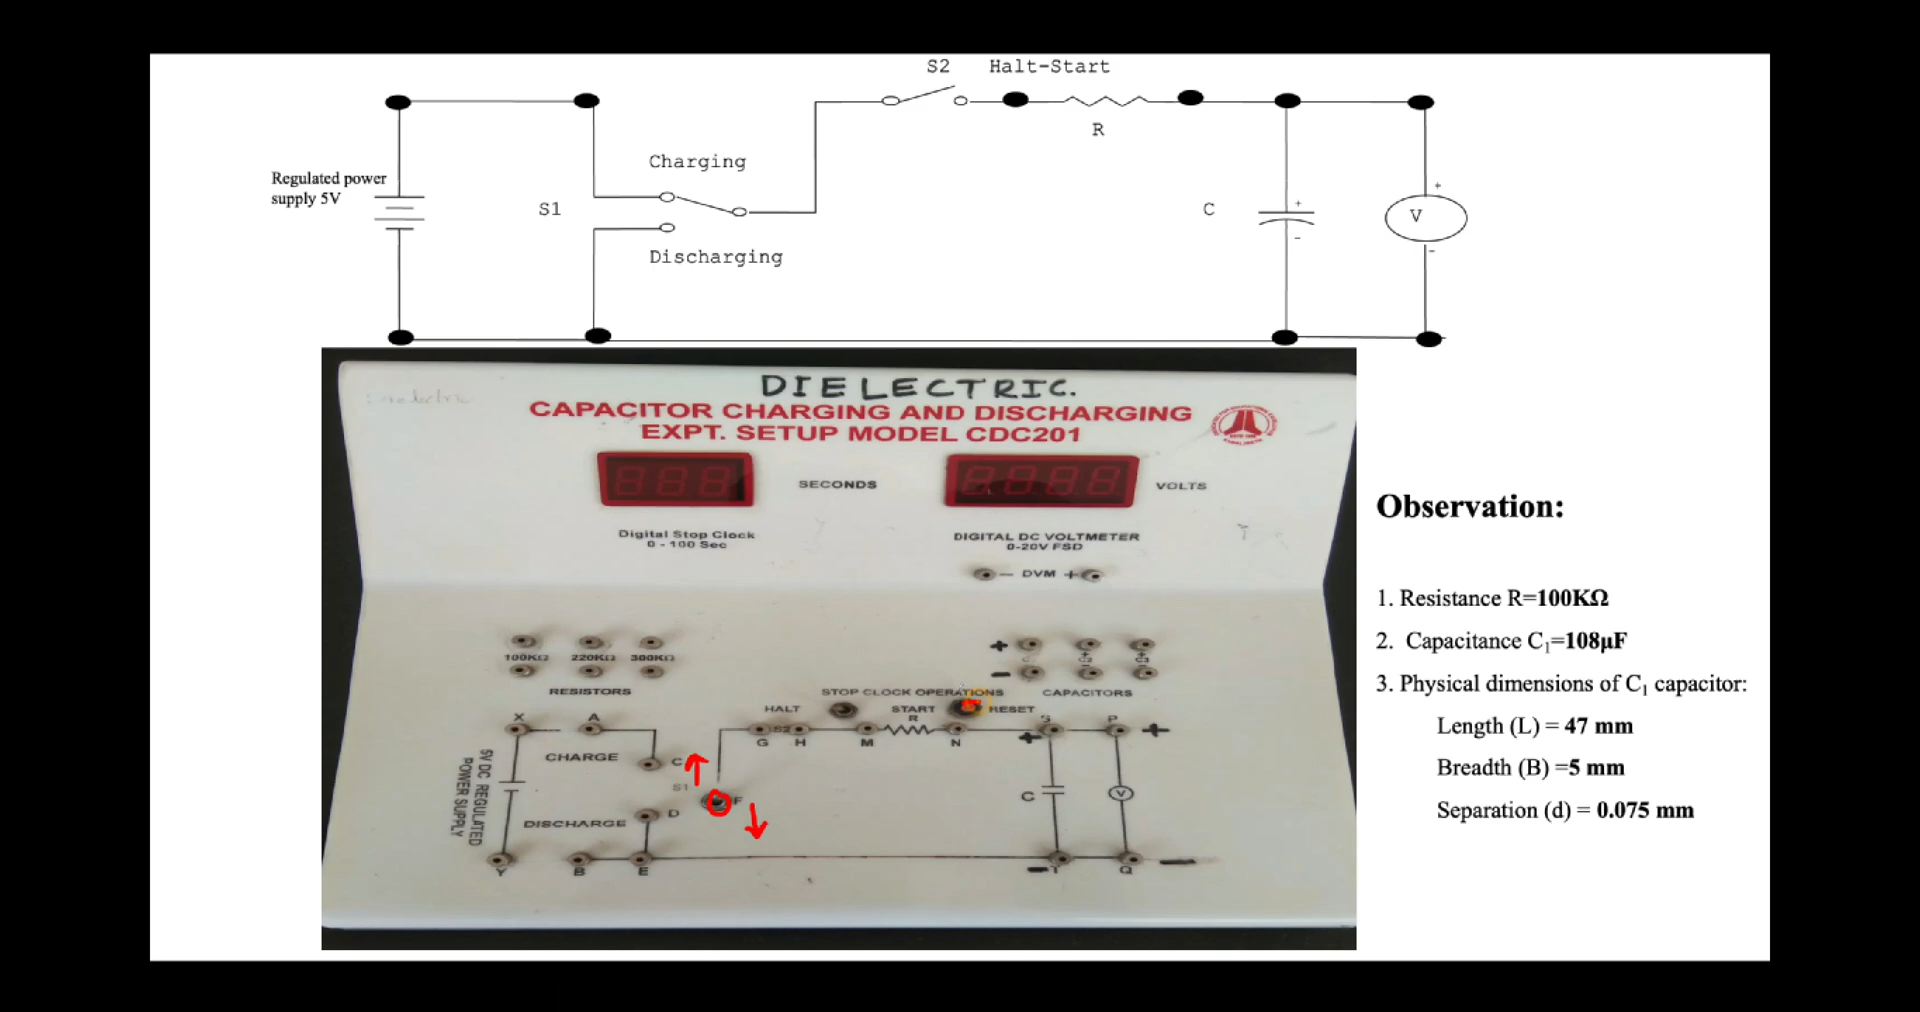 S2 Halt-Start
R
Charging
Regulated power
supply 5V
S1
C
+
-
+
V
-
Discharging
DIELECTRIC.
CAPACITOR CHARGING AND DISCHARGING
EXPT. SETUP MODEL CDC201
SECONDS
VOLTS
Digital Stop Clock
0 - 100 Sec
DIGITAL DC VOLTMETER
0-20V FSD
- DVM +
100KΩ 220KΩ 300KΩ
RESISTORS
+
-
C2 C3
STOP CLOCK OPERATIONS
CAPACITORS
HALT START RESET
X A
G S2 H M R N
S P
+ +
5V DC REGULATED
POWER SUPPLY
CHARGE
C
S1
F
D
DISCHARGE
C
V
Y B E
- T Q -
Observation:
1. Resistance R=100KΩ
2. Capacitance C₁=108µF
3. Physical dimensions of C₁ capacitor:
Length (L) = 47 mm
Breadth (B) =5 mm
Separation (d) = 0.075 mm